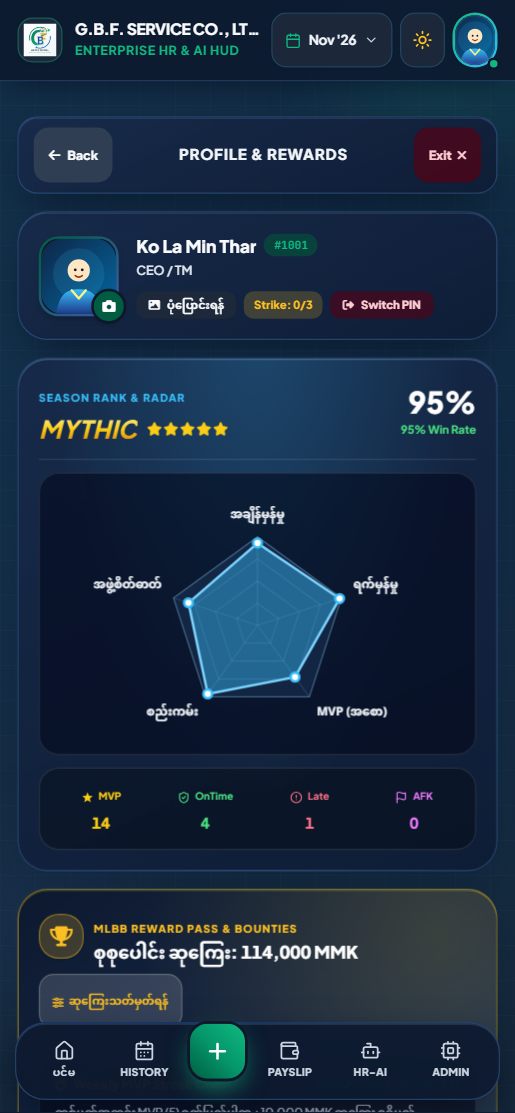 G.B.F. SERVICE CO., LT...
ENTERPRISE HR & AI HUD
Nov '26
Back
PROFILE & REWARDS
Exit ✕
Ko La Min Thar #1001
CEO / TM
ပုံပြောင်းရန်
Strike: 0/3
Switch PIN
SEASON RANK & RADAR
MYTHIC
95%
95% Win Rate
အချိန်မှန်မှု
အဖွဲ့စိတ်ဓာတ်
ရက်မှန်မှု
စည်းကမ်း
MVP (အစော)
MVP
OnTime
Late
AFK
14
4
1
0
MLBB REWARD PASS & BOUNTIES
စုစုပေါင်း ဆုကြေး: 114,000 MMK
ဆုကြေးသတ်မှတ်ရန်
ပင်မ
HISTORY
+
PAYSLIP
HR-AI
ADMIN